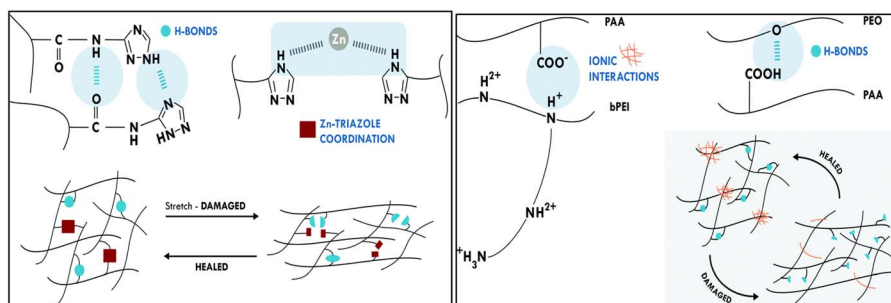 C
O
N
H
N
N
NH
H-BONDS
O
C
N
H
N
N
HN
Zn
H
N
N-N
H
N
N-N
Zn-TRIAZOLE
COORDINATION
Stretch - DAMAGED
HEALED
PAA
COO-
IONIC
INTERACTIONS
H2+
N
H+
N
bPEI
NH2+
+H3N
PEO
O
H-BONDS
COOH
PAA
HEALED
DAMAGED